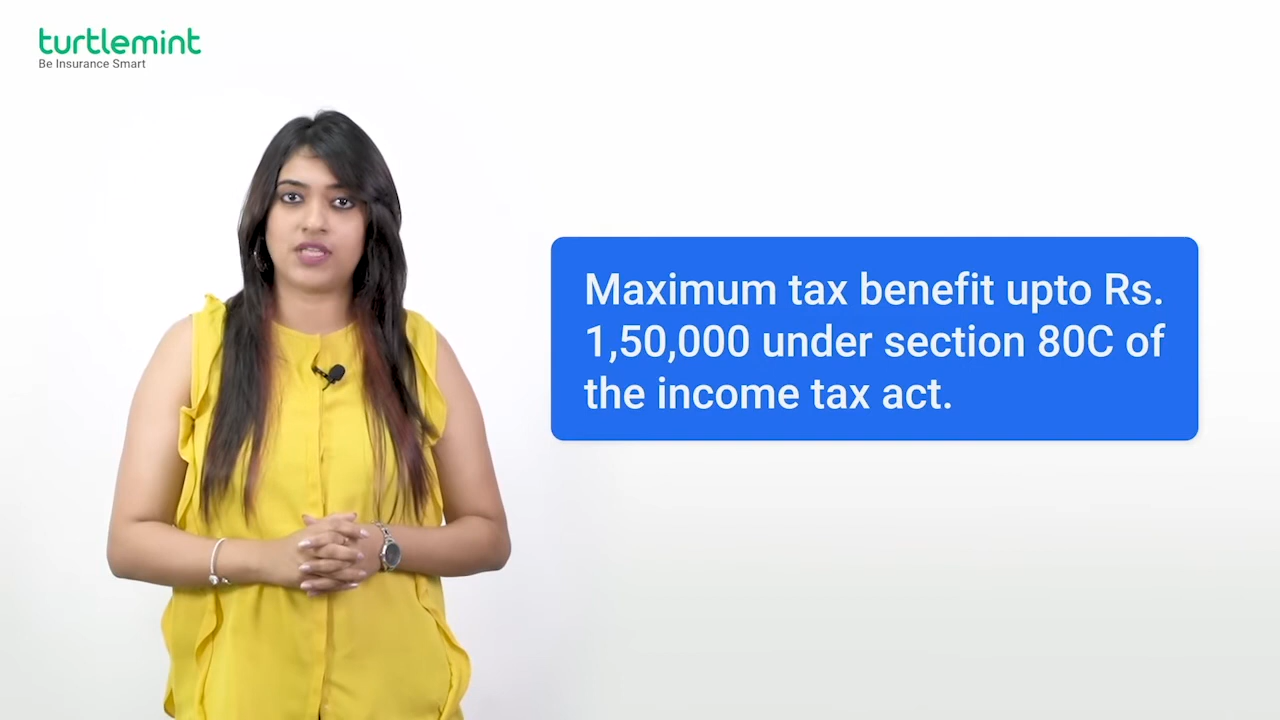 turtlemint
Be Insurance Smart
Maximum tax benefit upto Rs.
1,50,000 under section 80C of
the income tax act.